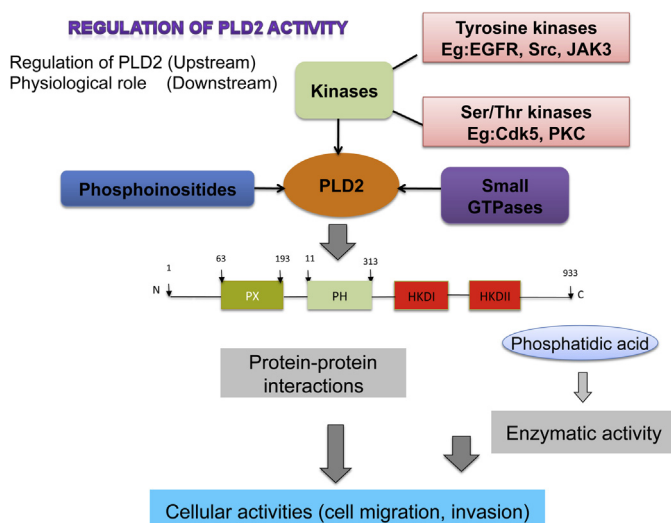 REGULATION OF PLD2 ACTIVITY
Regulation of PLD2 (Upstream)
Physiological role (Downstream)
Tyrosine kinases
Eg:EGFR, Src, JAK3
Kinases
Ser/Thr kinases
Eg:Cdk5, PKC
Phosphoinositides
PLD2
Small
GTPases
1
63
193
11
313
933
N
PX
PH
HKDI
HKDII
C
Phosphatidic acid
Protein-protein
interactions
Enzymatic activity
Cellular activities (cell migration, invasion)